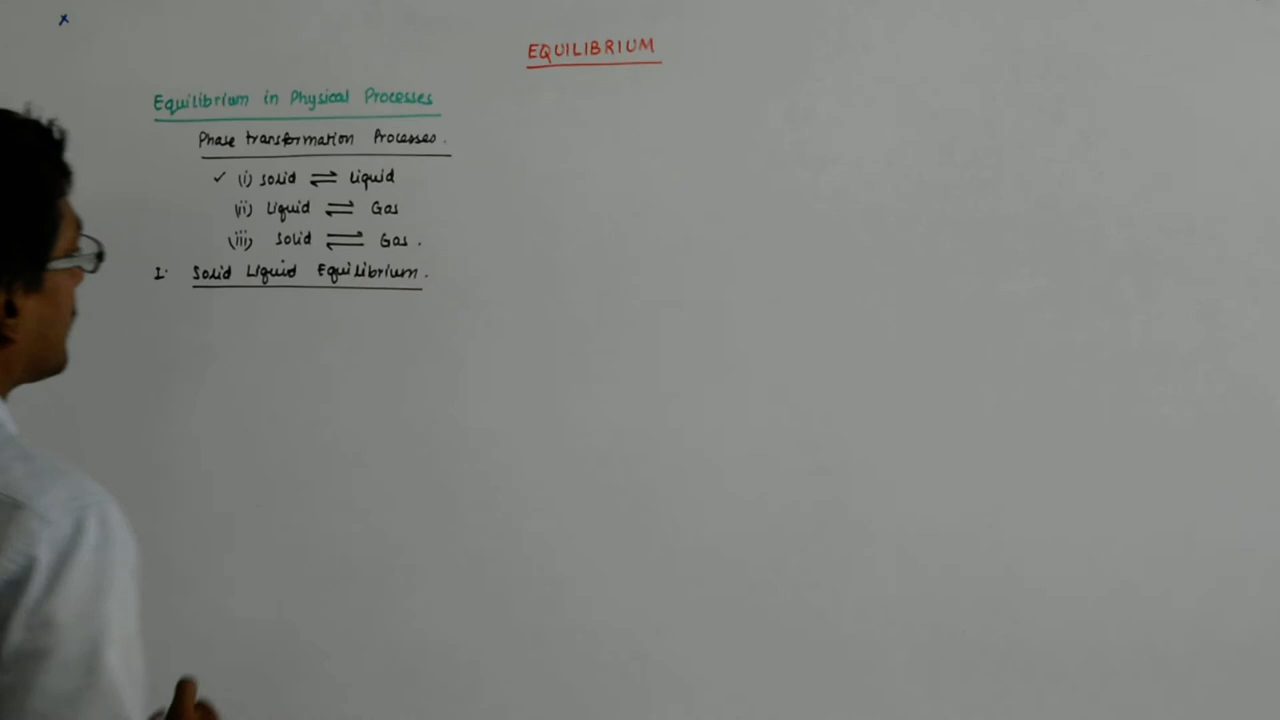 x
EQUILIBRIUM
Equilibrium in Physical Processes
Phase transformation Processes.
✓ (i) Solid ⇌ Liquid
(ii) Liquid ⇌ Gas
(iii) Solid ⇌ Gas.
I. Solid Liquid Equilibrium.